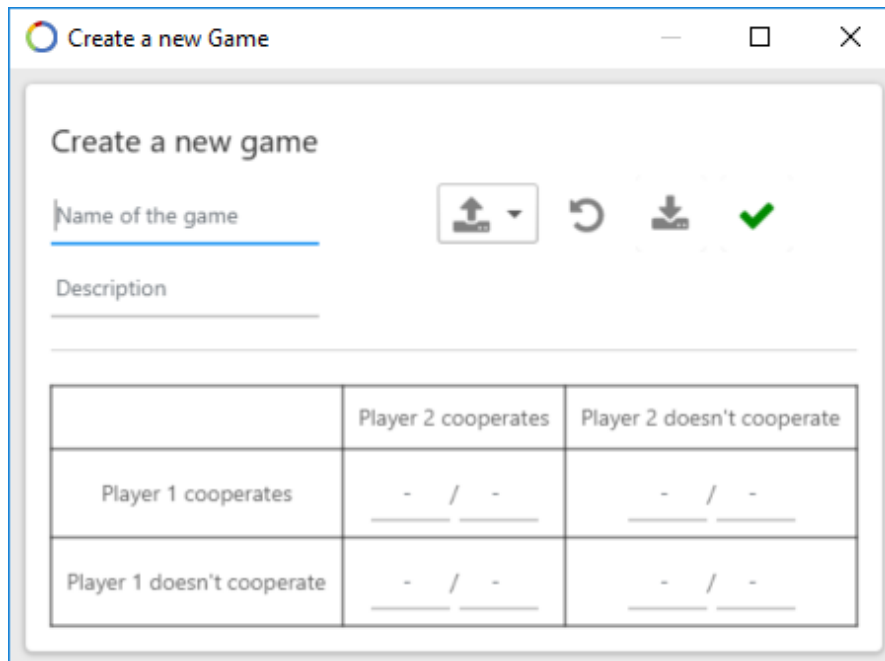 Create a new Game
Create a new game
Name of the game
Description
Player 2 cooperates Player 2 doesn't cooperate
Player 1 cooperates - / - - / -
Player 1 doesn't cooperate - / - - / -